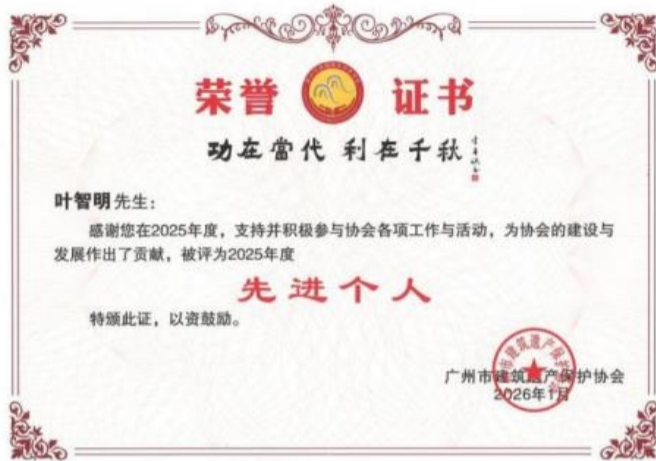 荣誉 证书
功在當代 利在千秋
叶智明先生：
感谢您在2025年度，支持并积极参与协会各项工作与活动，为协会的建设与
发展作出了贡献，被评为2025年度
先进个人
特颁此证，以资鼓励。
广州市建筑遗产保护协会
2026年1月